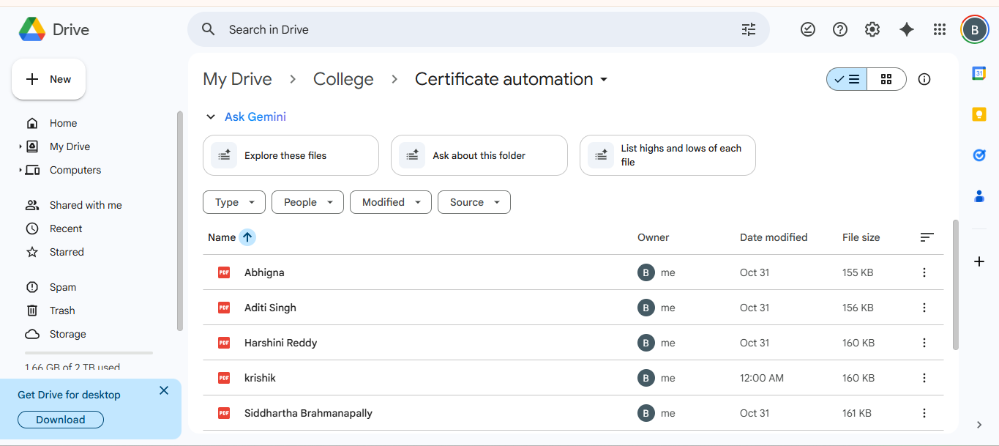 Drive
Search in Drive
B
New
My Drive > College > Certificate automation
31
Ask Gemini
Home
My Drive
Computers
Explore these files
Ask about this folder
List highs and lows of each
file
Shared with me
Recent
Starred
Type
People
Modified
Source
Name
Owner
Date modified
File size
Spam
Trash
Storage
1.66 GB of 2 TB used
PDF Abhigna B me Oct 31 155 KB
PDF Aditi Singh B me Oct 31 156 KB
PDF Harshini Reddy B me Oct 31 160 KB
PDF krishik B me 12:00 AM 160 KB
PDF Siddhartha Brahmanapally B me Oct 31 161 KB
Get Drive for desktop
Download